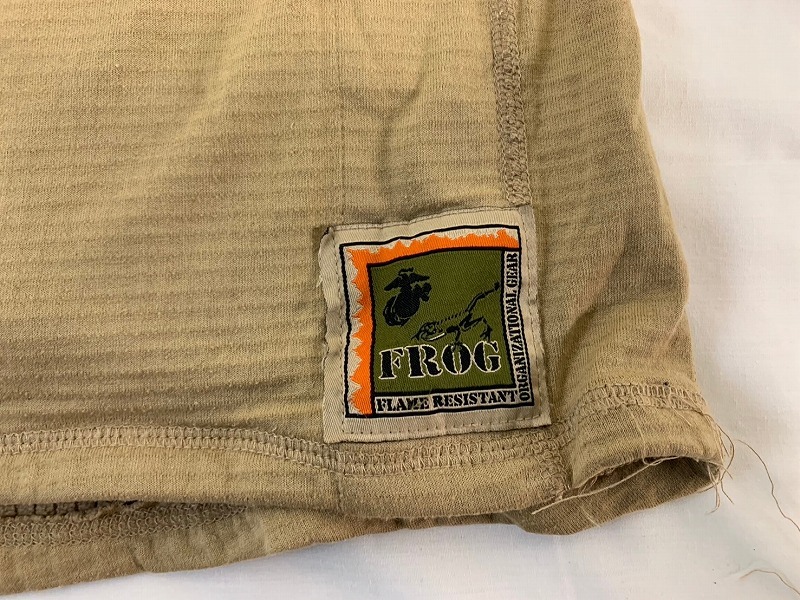 FROG
FLAME RESISTANT
ORGANIZATIONAL GEAR